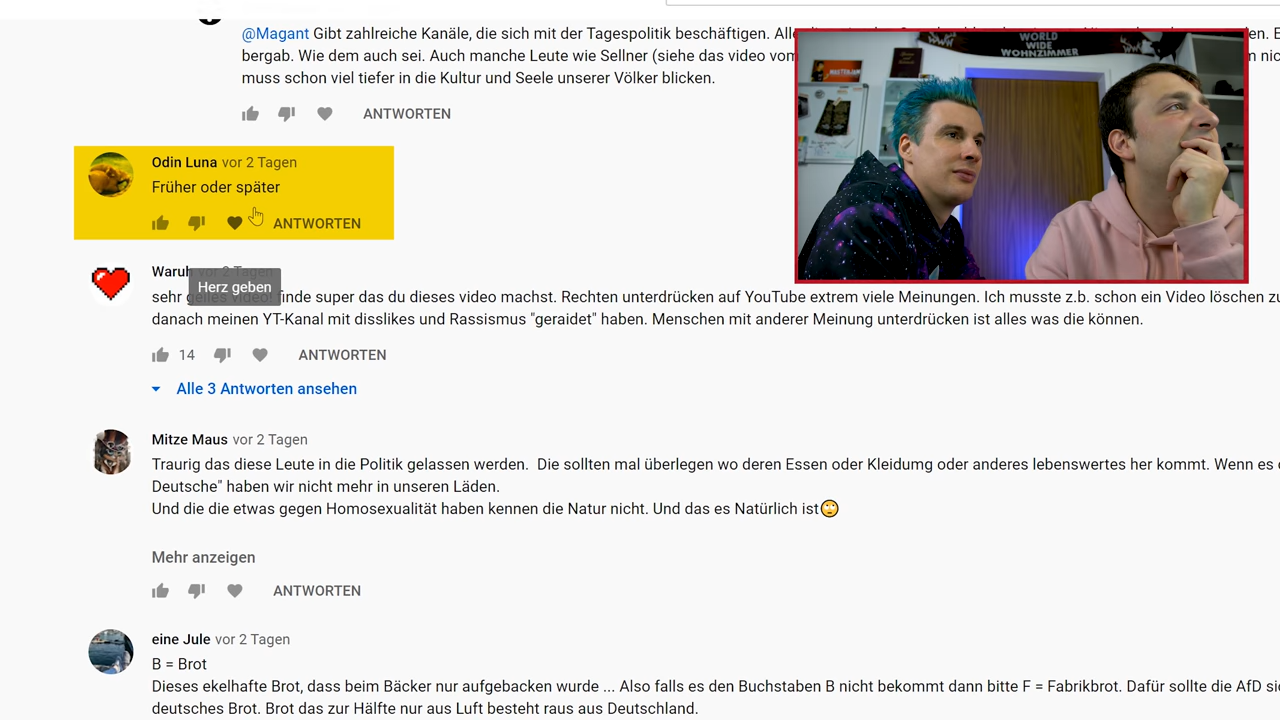 @Magant Gibt zahlreiche Kanäle, die sich mit der Tagespolitik beschäftigen.
bergab. Wie dem auch sei. Auch manche Leute wie Sellner (siehe das video vom
muss schon viel tiefer in die Kultur und Seele unserer Völker blicken.
ANTWORTEN
WORLD
WIDE
WOHNZIMMER
Odin Luna vor 2 Tagen
Früher oder später
ANTWORTEN
Waruh vor 2 Tagen
Herz geben
sehr geiles video! finde super das du dieses video machst. Rechten unterdrücken auf YouTube extrem viele Meinungen. Ich musste z.b. schon ein Video löschen
danach meinen YT-Kanal mit disslikes und Rassismus "geraidet" haben. Menschen mit anderer Meinung unterdrücken ist alles was die können.
14 ANTWORTEN
Alle 3 Antworten ansehen
Mitze Maus vor 2 Tagen
Traurig das diese Leute in die Politik gelassen werden. Die sollten mal überlegen wo deren Essen oder Kleidumg oder anderes lebenswertes her kommt. Wenn es
Deutsche" haben wir nicht mehr in unseren Läden.
Und die die etwas gegen Homosexualität haben kennen die Natur nicht. Und das es Natürlich ist🙄
Mehr anzeigen
ANTWORTEN
eine Jule vor 2 Tagen
B = Brot
Dieses ekelhafte Brot, dass beim Bäcker nur aufgebacken wurde ... Also falls es den Buchstaben B nicht bekommt dann bitte F = Fabrikbrot. Dafür sollte die AfD
deutsches Brot. Brot das zur Hälfte nur aus Luft besteht raus aus Deutschland.